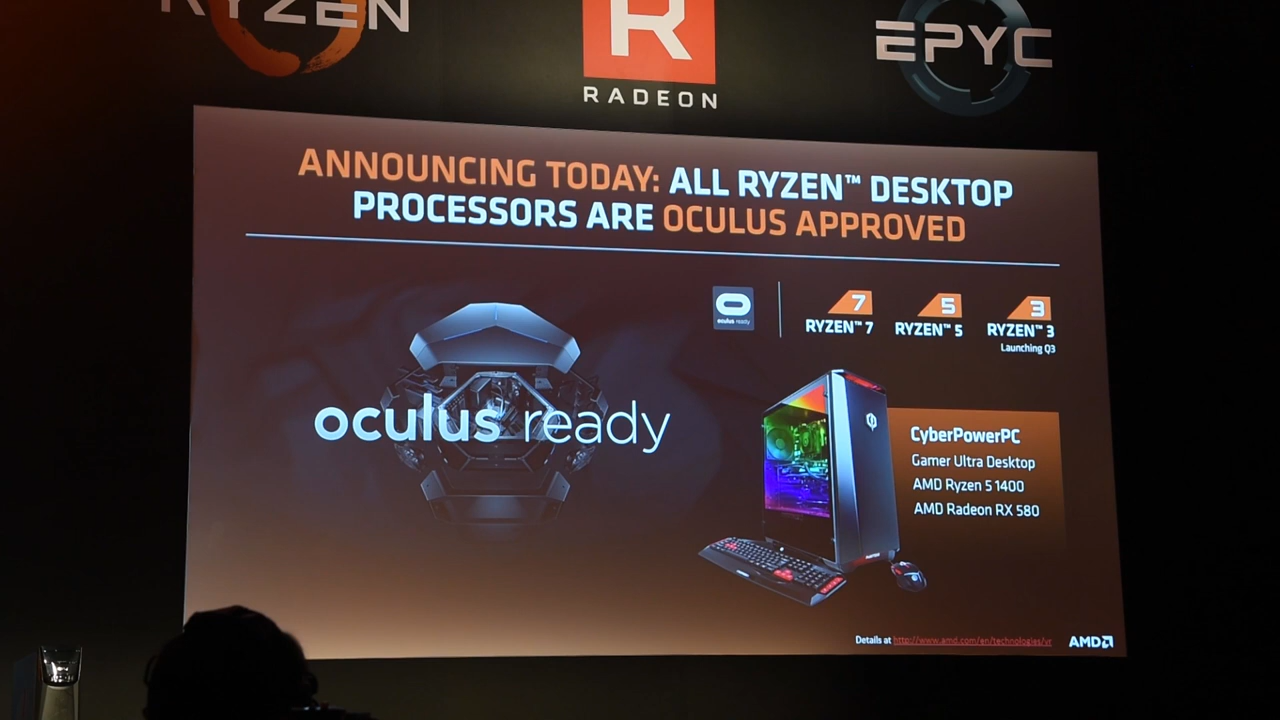 RYZEN
RADEON
EPYC
ANNOUNCING TODAY: ALL RYZEN™ DESKTOP
PROCESSORS ARE OCULUS APPROVED
oculus ready
7
RYZEN™ 7
5
RYZEN™ 5
3
RYZEN™ 3
Launching Q3
oculus ready
CyberPowerPC
Gamer Ultra Desktop
AMD Ryzen 5 1400
AMD Radeon RX 580
Details at http://www.amd.com/en/technologies/vr
AMD